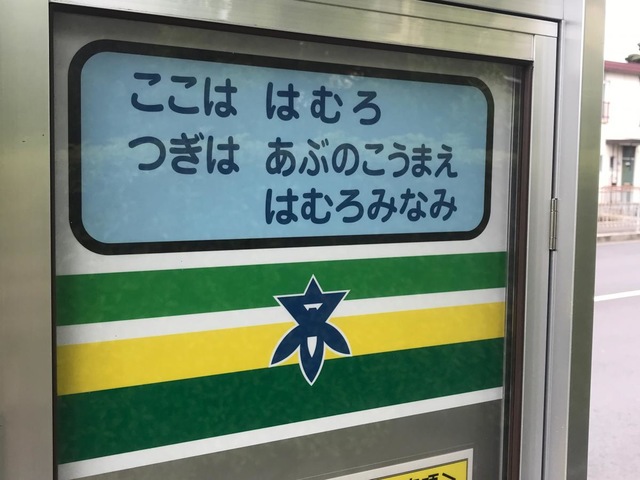 ここは はむろ
つぎは あぶのこうまえ
はむろみなみ